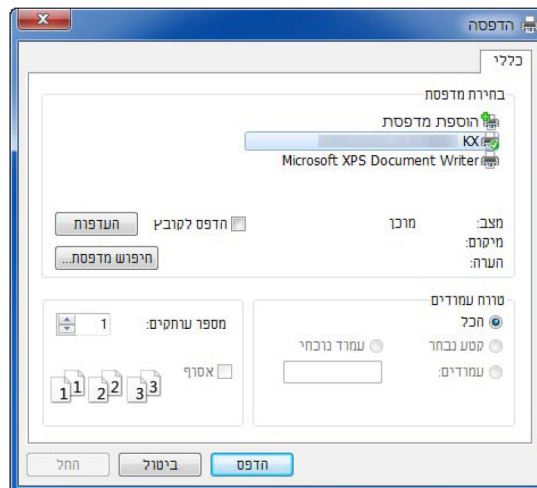 הדפסה
כללי
בחירת מדפסת
הוספת מדפסת
KX
Microsoft XPS Document Writer
מצב: מוכן
הדפס לקובץ
העדפות
מיקום:
הערה:
חיפוש מדפסת...
טווח עמודים
הכל
קטע נבחר
עמוד נוכחי
עמודים:
מספר עותקים: 1
אסוף
1 1 2 2 3 3
הדפס
ביטול
החל